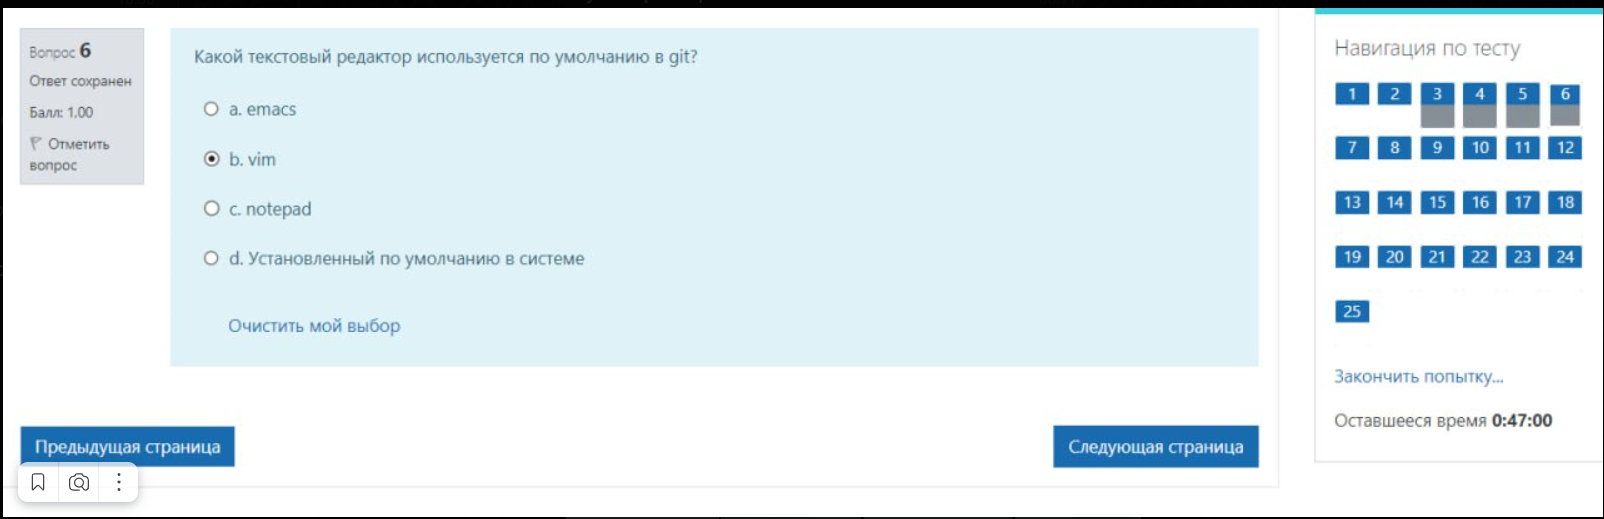 Вопрос 6
Ответ сохранен
Балл: 1.00
Отметить
вопрос
Какой текстовый редактор используется по умолчанию в git?
a. emacs
b. vim
c. notepad
d. Установленный по умолчанию в системе
Очистить мой выбор
Предыдущая страница
Следующая страница
Навигация по тесту
1 2 3 4 5 6
7 8 9 10 11 12
13 14 15 16 17 18
19 20 21 22 23 24
25
Закончить попытку...
Оставшееся время 0:47:00